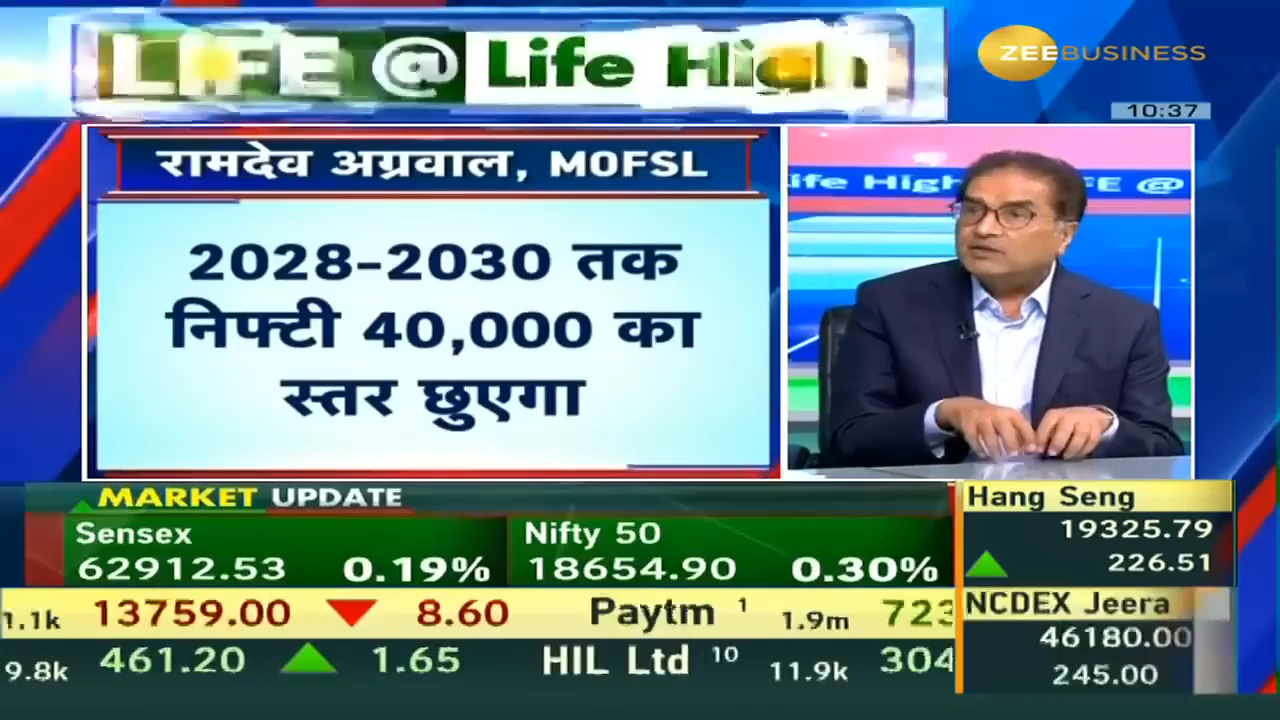 LIFE @ Life High
ZEEBUSINESS
10:37
रामदेव अग्रवाल, MOFSL
2028-2030 तक
निफ्टी 40,000 का
स्तर छुएगा
ife High
FE @
MARKET UPDATE
Sensex
62912.53 0.19%
Nifty 50
18654.90 0.30%
Hang Seng
19325.79
226.51
1.1k 13759.00 8.60 Paytm 1 1.9m 723
NCDEX Jeera
46180.00
245.00
9.8k 461.20 1.65 HIL Ltd 10 11.9k 304